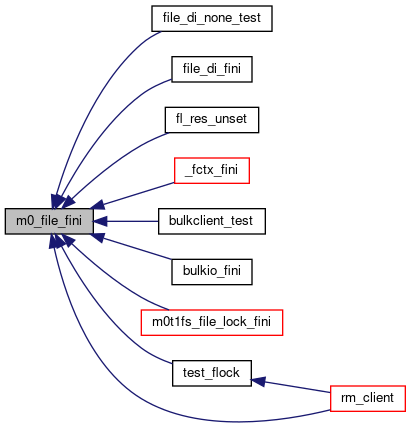 file_di_none_test
file_di_fini
fl_res_unset
_fctx_fini
m0_file_fini
bulkclient_test
bulkio_fini
m0t1fs_file_lock_fini
test_flock
rm_client